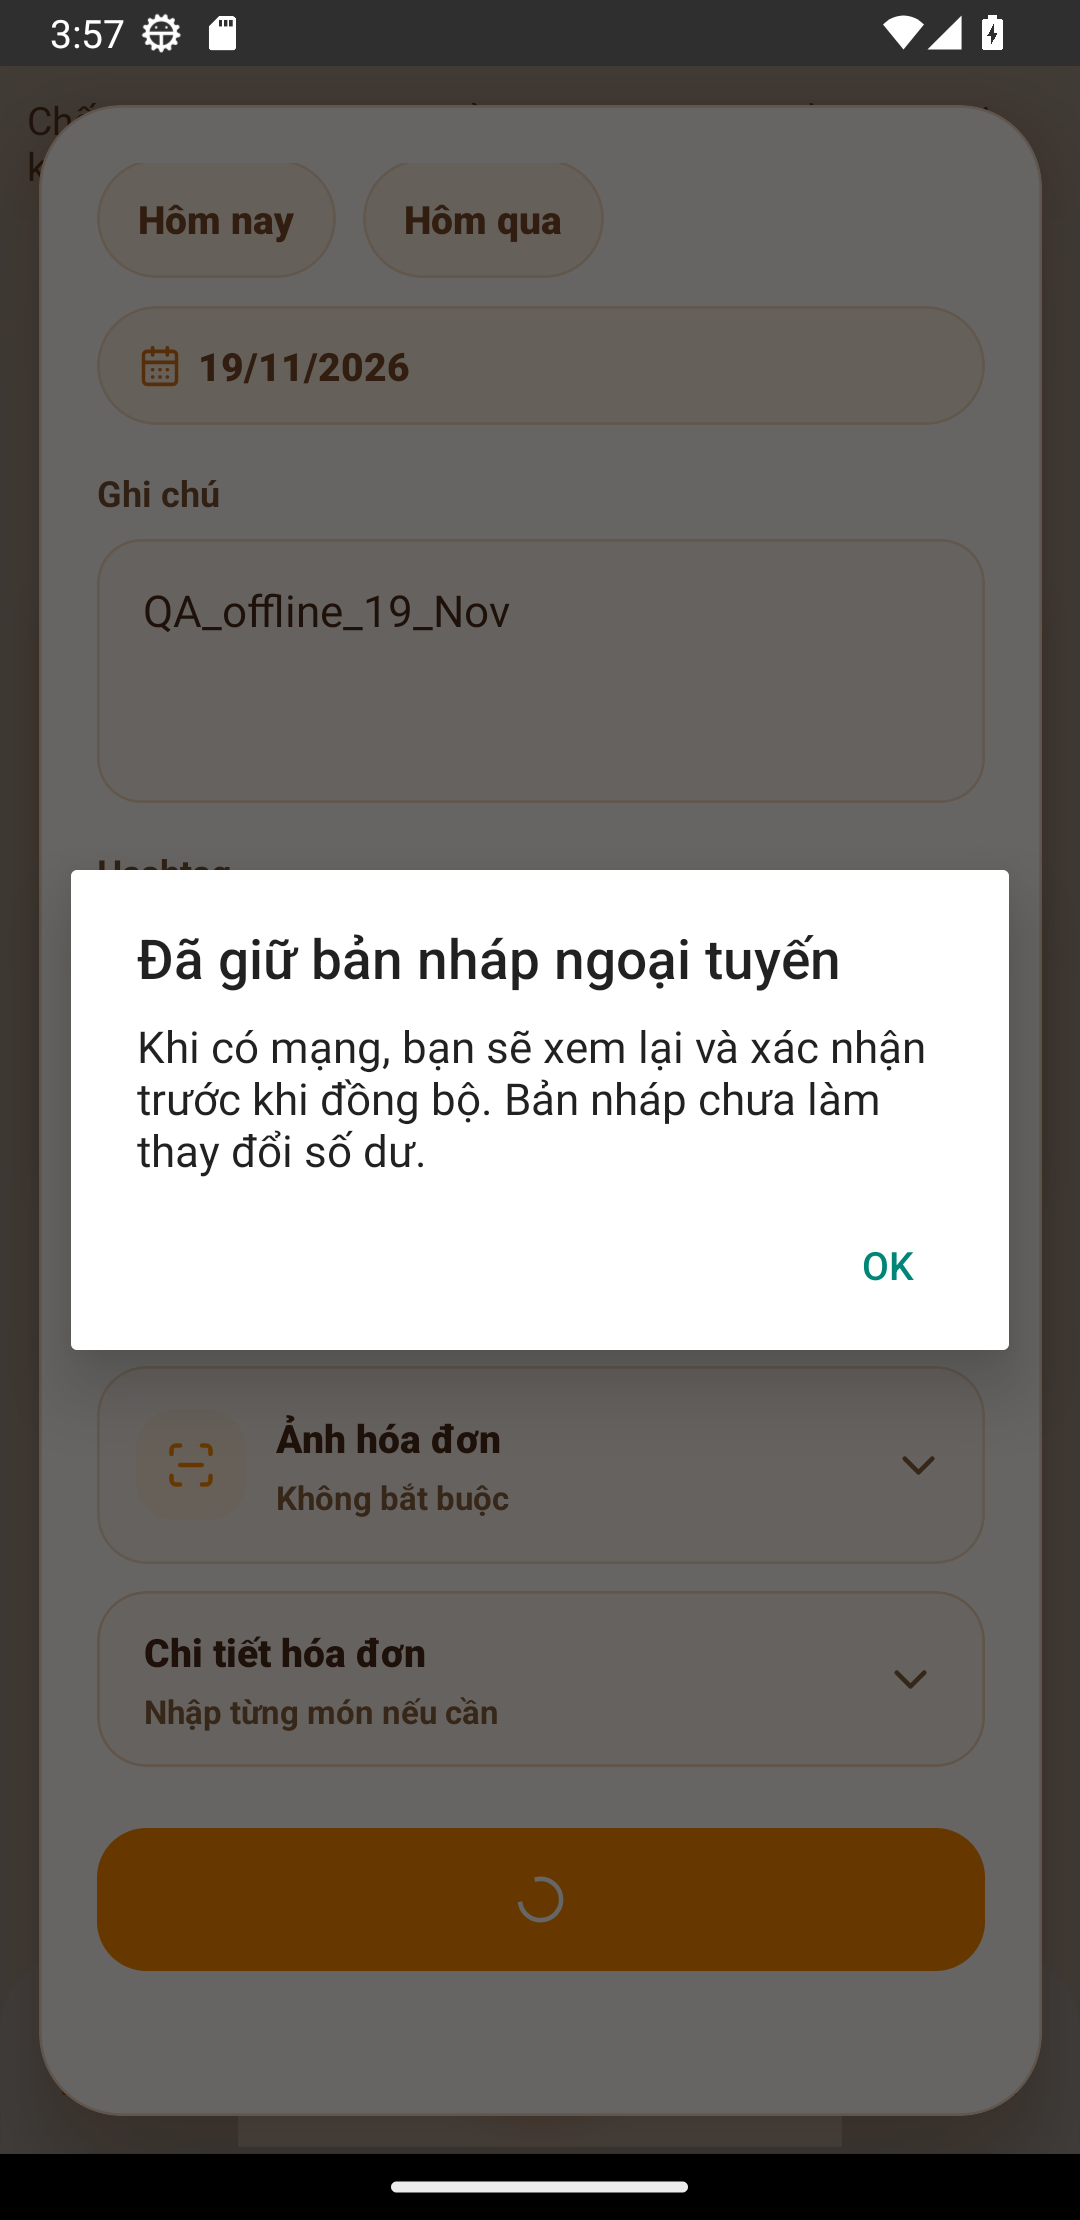 3:57
Hôm nay
Hôm qua
19/11/2026
Ghi chú
QA_offline_19_Nov
Hashtag
Đã giữ bản nháp ngoại tuyến
Khi có mạng, bạn sẽ xem lại và xác nhận
trước khi đồng bộ. Bản nháp chưa làm
thay đổi số dư.
OK
Ảnh hóa đơn
Không bắt buộc
Chi tiết hóa đơn
Nhập từng món nếu cần